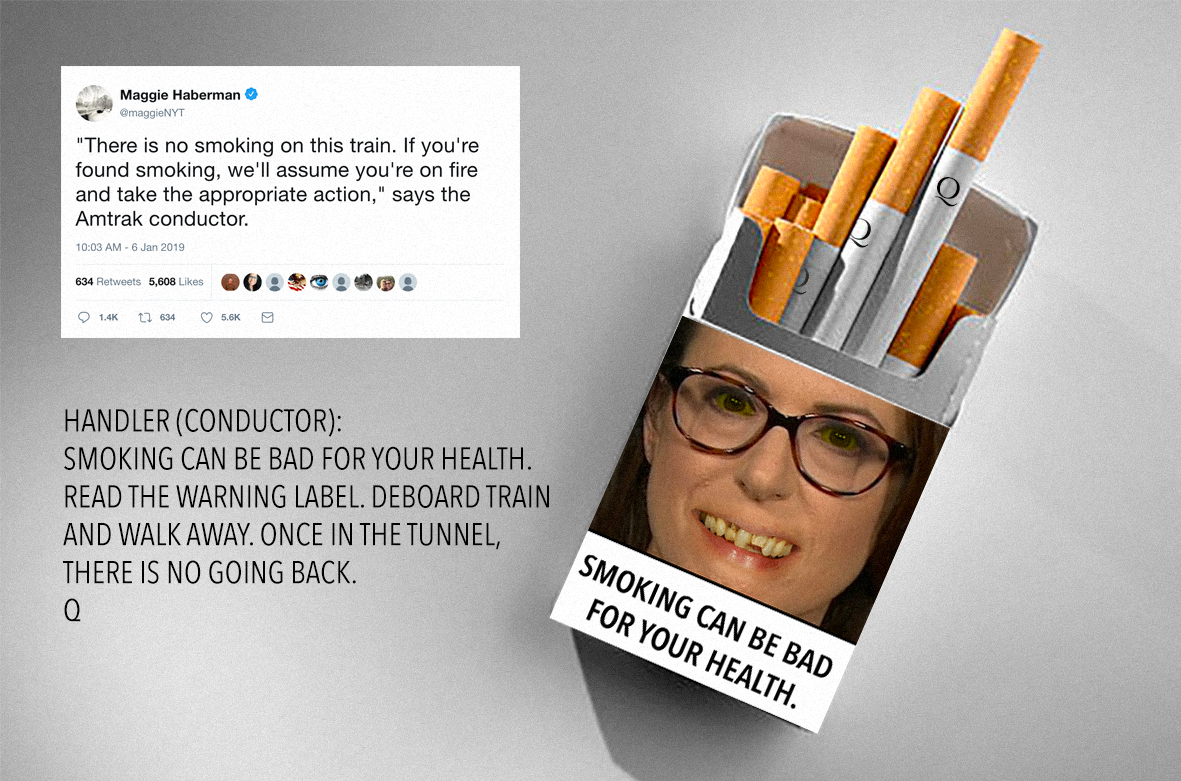 Maggie Haberman
@maggieNYT
"There is no smoking on this train. If you're
found smoking, we'll assume you're on fire
and take the appropriate action," says the
Amtrak conductor.
10:03 AM - 6 Jan 2019
634 Retweets 5,608 Likes
1.4K 634 5.6K
HANDLER (CONDUCTOR):
SMOKING CAN BE BAD FOR YOUR HEALTH.
READ THE WARNING LABEL. DEBOARD TRAIN
AND WALK AWAY. ONCE IN THE TUNNEL,
THERE IS NO GOING BACK.
Q
Q
Q
Q
SMOKING CAN BE BAD
FOR YOUR HEALTH.